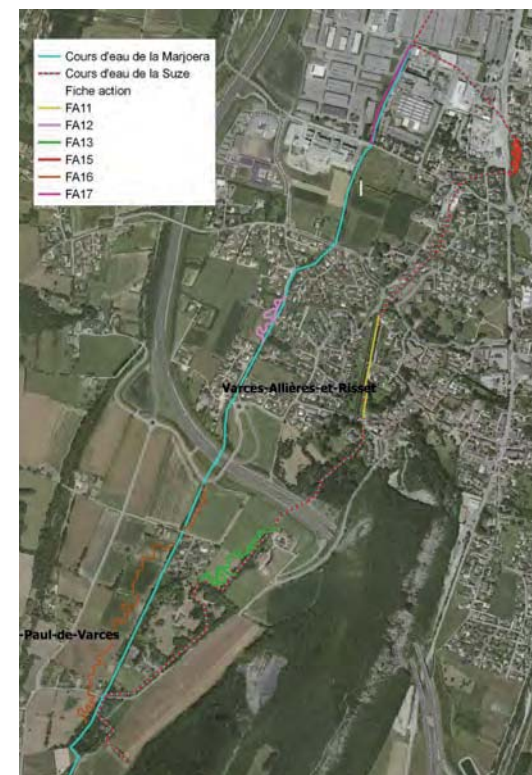 Cours d'eau de la Marjoera
Cours d'eau de la Suze
Fiche action
FA11
FA12
FA13
FA15
FA16
FA17
Varces-Allières-et-Risset
-Paul-de-Varces